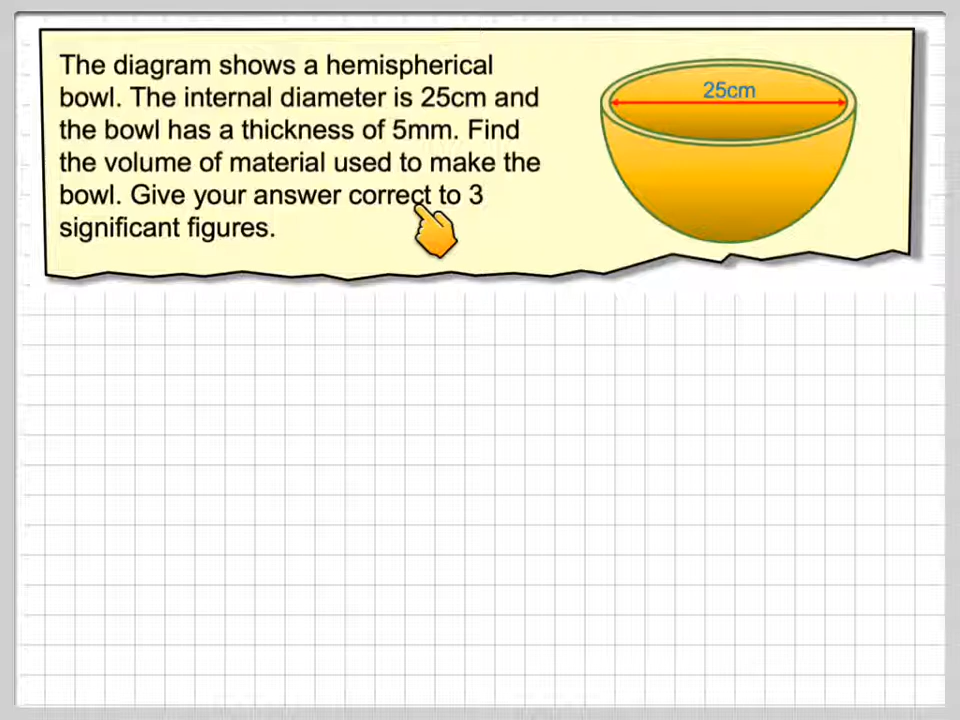 The diagram shows a hemispherical
bowl. The internal diameter is 25cm and
the bowl has a thickness of 5mm. Find
the volume of material used to make the
bowl. Give your answer correct to 3
significant figures.
25cm